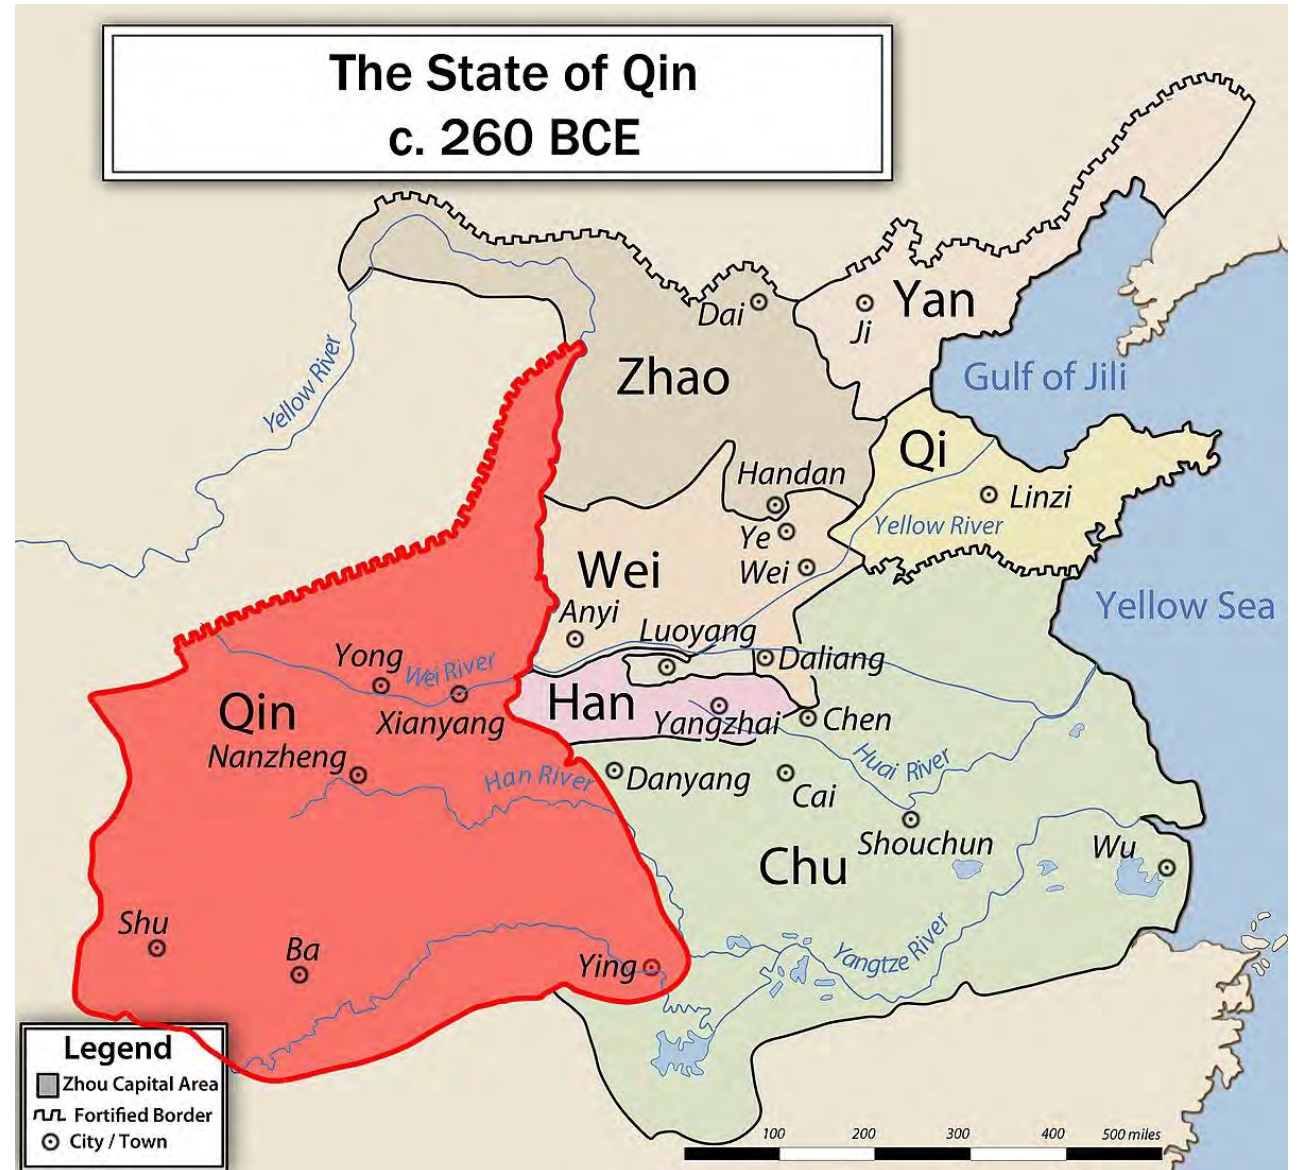 The State of Qin
c. 260 BCE
Yan
Dai
Ji
Zhao
Gulf of Jili
Yellow River
Qi
Handan
Linzi
Yellow River
Ye
Wei
Wei
Yellow Sea
Anyi
Luoyang
Yong
Wei River
Daliang
Qin
Han
Xianyang
Yangzhai
Chen
Nanzheng
Han River
Danyang
Huai River
Cai
Shouchun
Wu
Chu
Shu
Ba
Ying
Yangtze River
Legend
Zhou Capital Area
Fortified Border
City / Town
100 200 300 400 500 miles